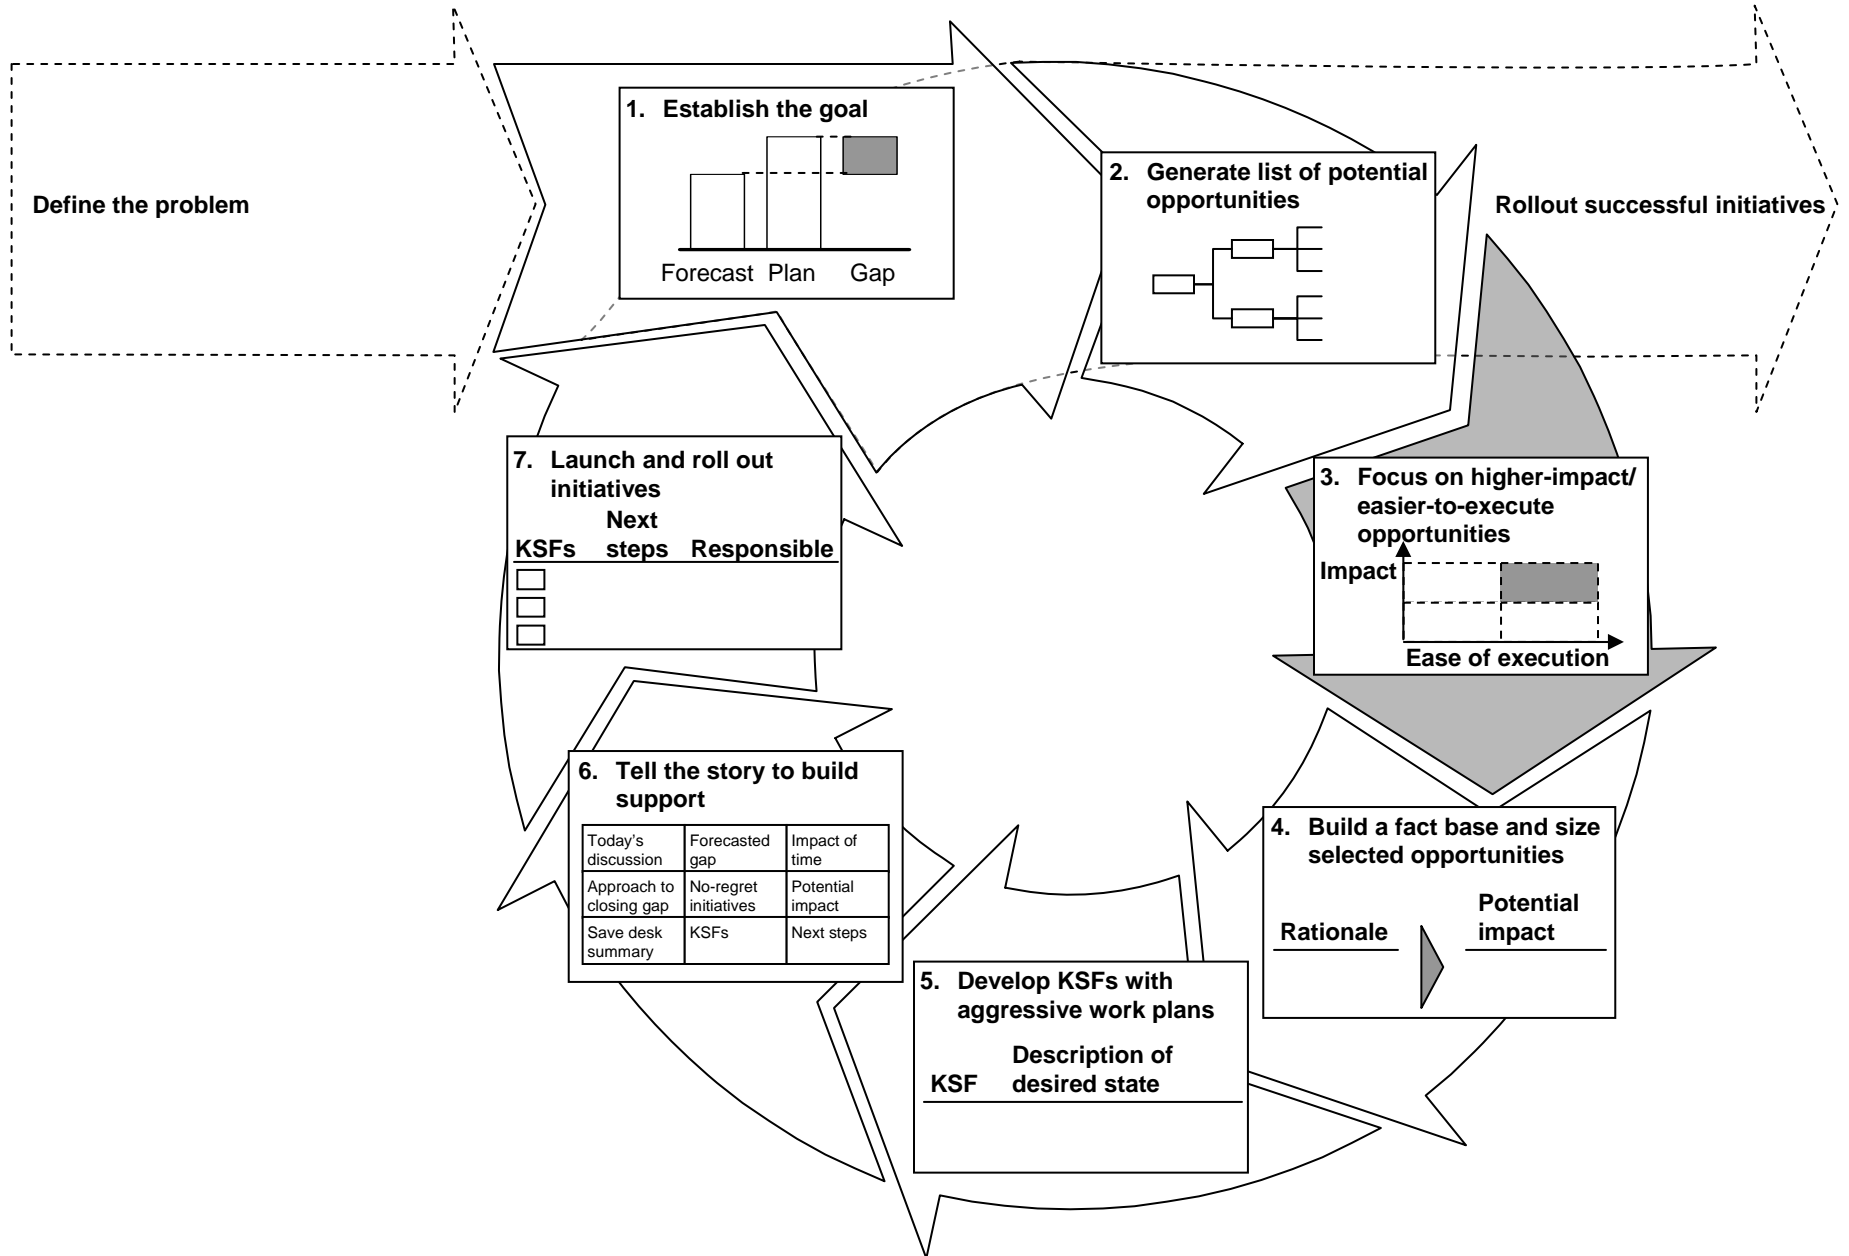 Define the problem
1. Establish the goal
Forecast Plan Gap
2. Generate list of potential
opportunities
Rollout successful initiatives
3. Focus on higher-impact/
easier-to-execute
opportunities
Impact
Ease of execution
4. Build a fact base and size
selected opportunities
Rationale
Potential
impact
5. Develop KSFs with
aggressive work plans
KSF
Description of
desired state
6. Tell the story to build
support
Today’s
discussion
Forecasted
gap
Impact of
time
Approach to
closing gap
No-regret
initiatives
Potential
impact
Save desk
summary
KSFs
Next steps
7. Launch and roll out
initiatives
KSFs
Next
steps
Responsible